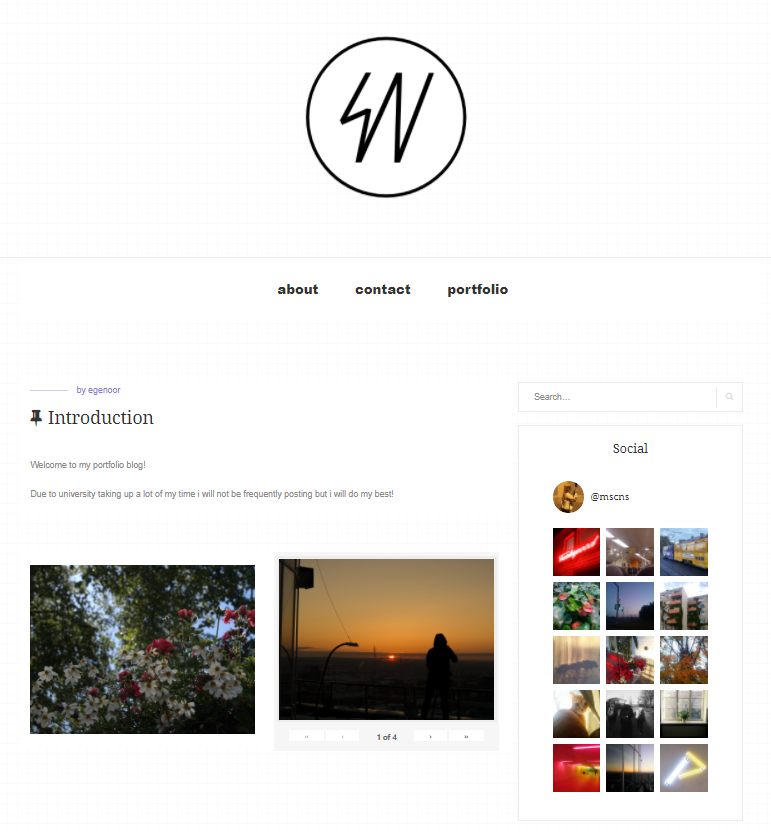 about contact portfolio
by egenoor
Introduction
Welcome to my portfolio blog!
Due to university taking up a lot of my time i will not be frequently posting but i will do my best!
« ‹ 1 of 4 › »
Search...
Social
@mscns